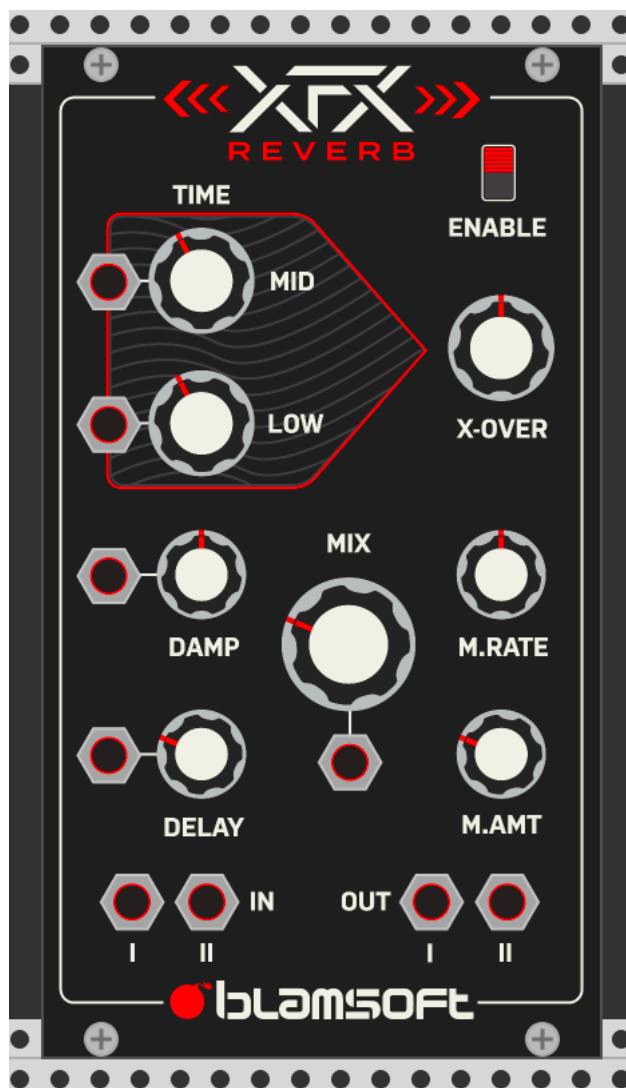 XFX
REVERB
TIME
ENABLE
MID
LOW
X-OVER
MIX
DAMP
M.RATE
DELAY
M.AMT
IN
OUT
I
II
I
II
blamsoft